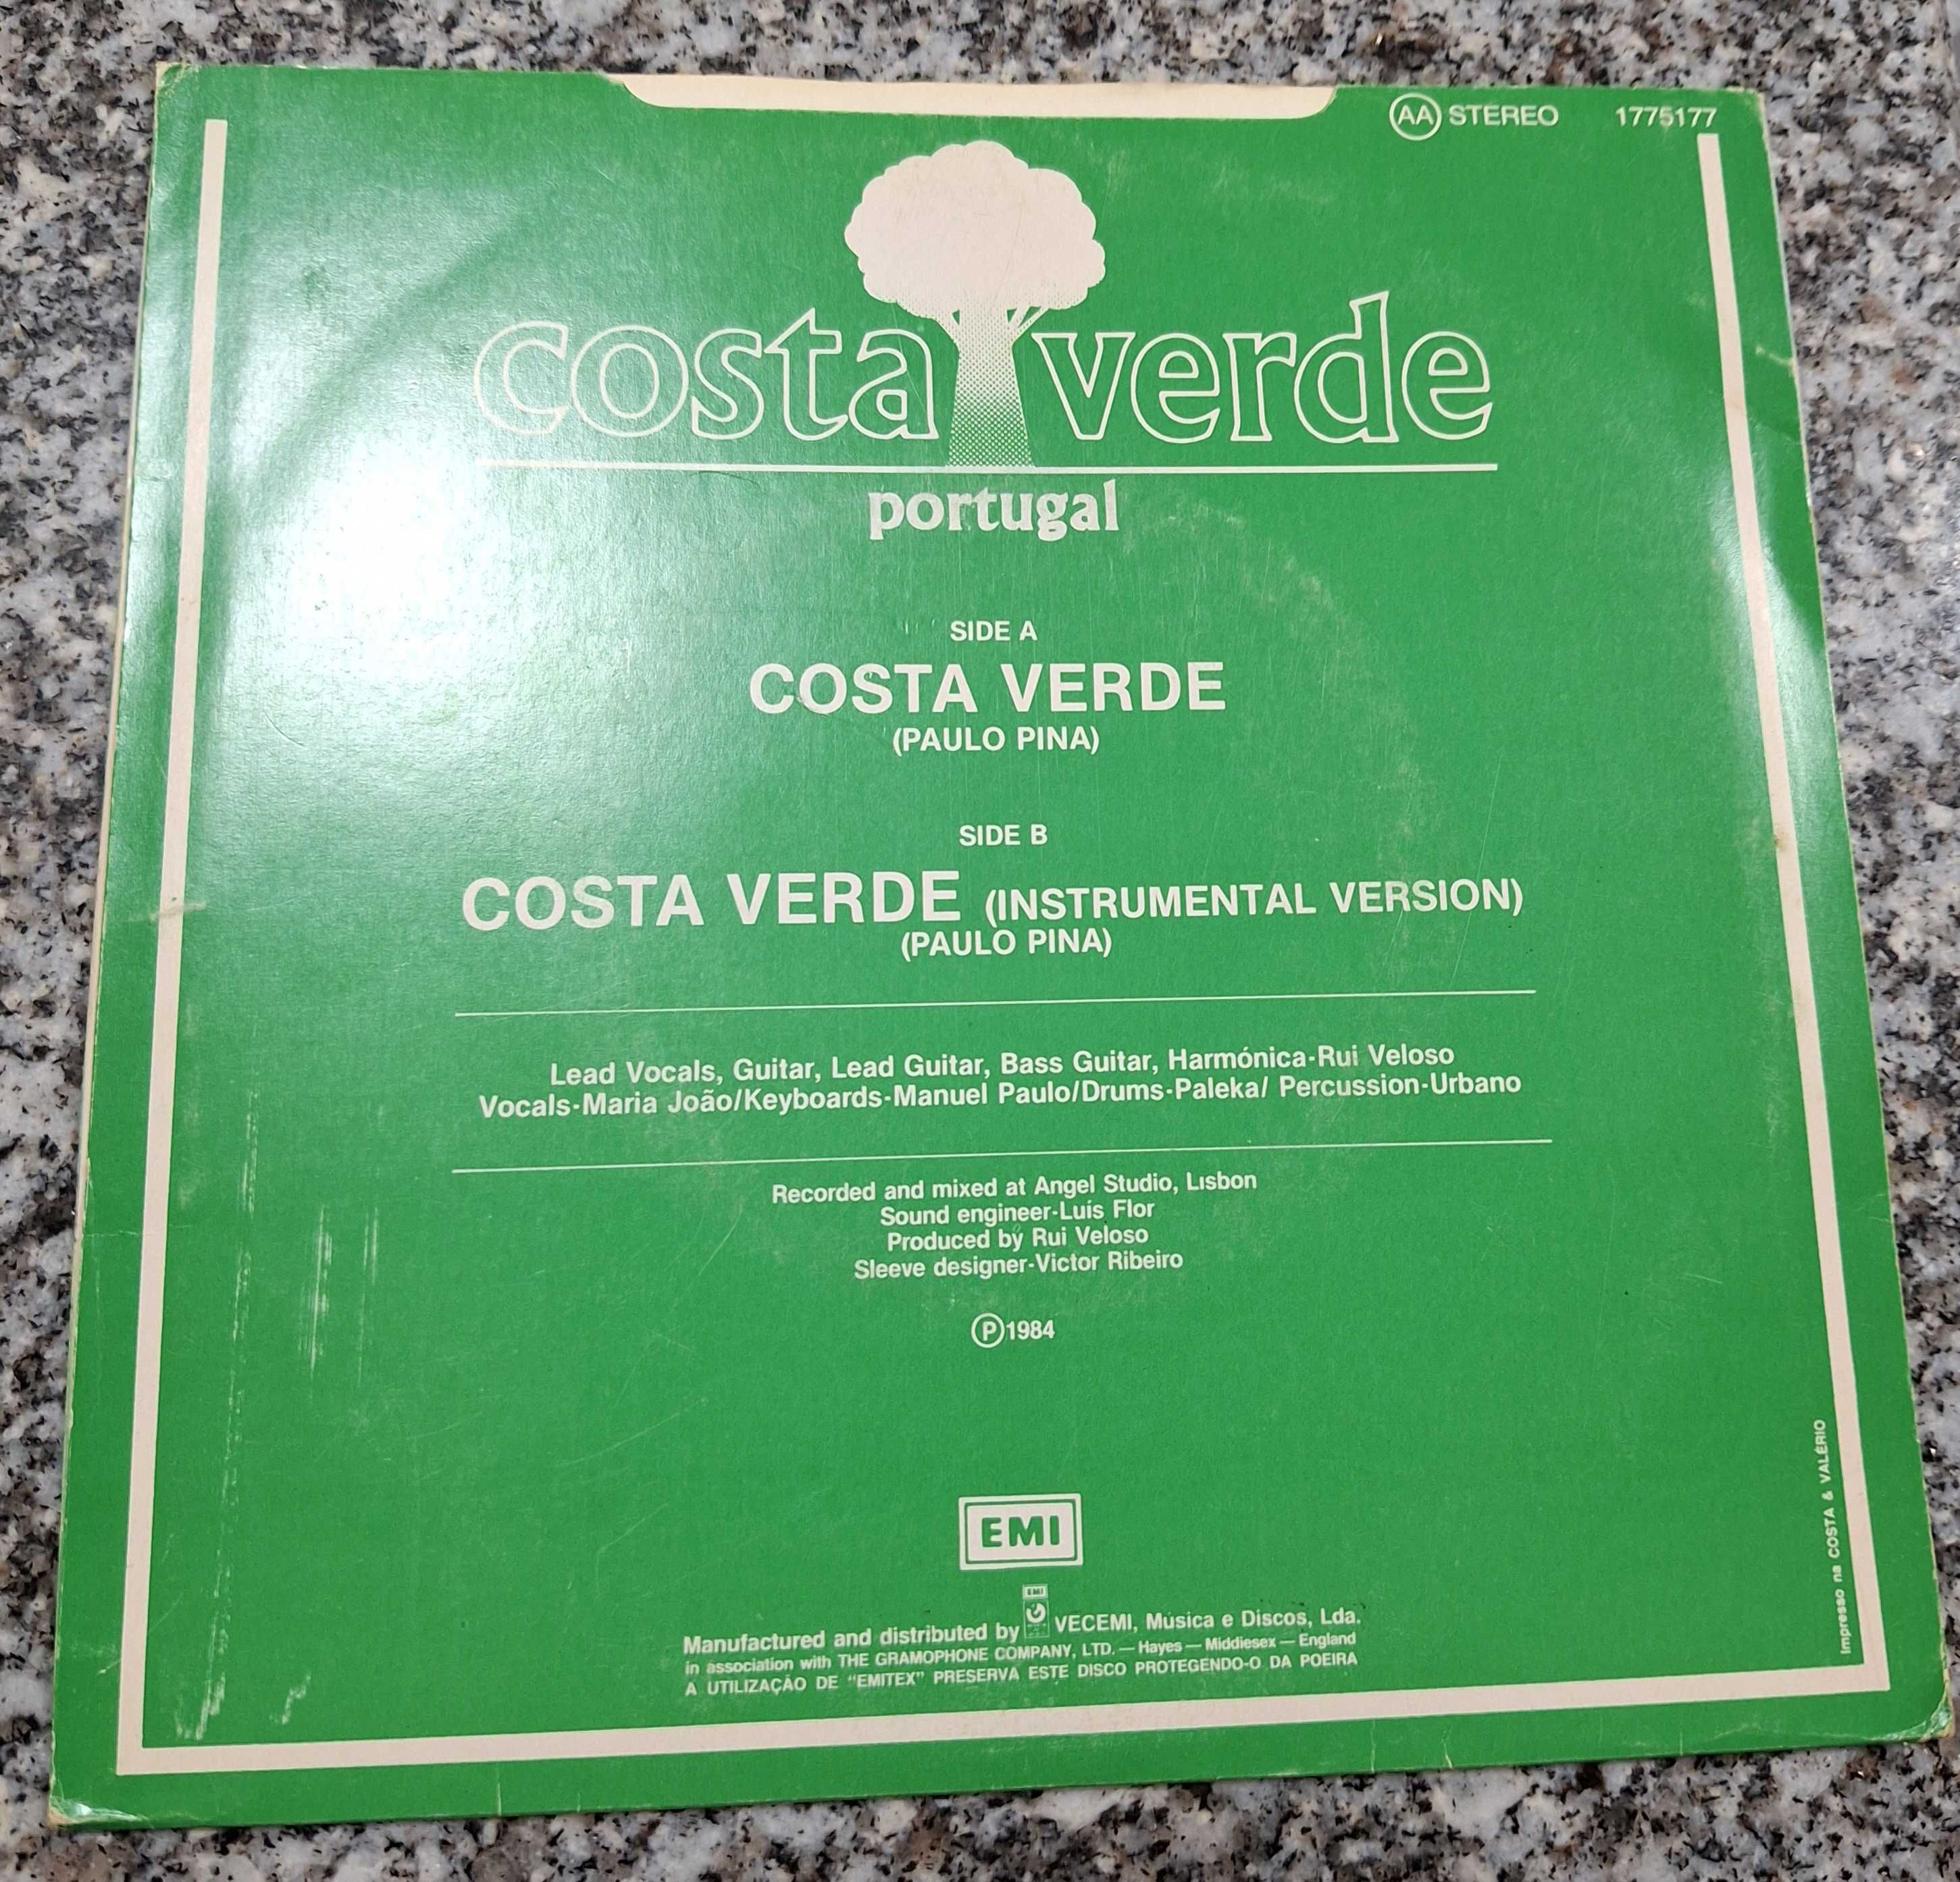 AA STEREO 1775177
costa verde
portugal
SIDE A
COSTA VERDE
(PAULO PINA)
SIDE B
COSTA VERDE (INSTRUMENTAL VERSION)
(PAULO PINA)
Lead Vocals, Guitar, Lead Guitar, Bass Guitar, Harmónica-Rui Veloso
Vocals-Maria João/Keyboards-Manuel Paulo/Drums-Paleka/ Percussion-Urbano
Recorded and mixed at Angel Studio, Lisbon
Sound engineer-Luís Flor
Produced by Rui Veloso
Sleeve designer-Victor Ribeiro
℗1984
EMI
EMI
Manufactured and distributed by VECEMI, Música e Discos, Lda.
in association with THE GRAMOPHONE COMPANY, LTD. — Hayes — Middlesex — England
A UTILIZAÇÃO DE "EMITEX" PRESERVA ESTE DISCO PROTEGENDO-O DA POEIRA
Impresso na COSTA & VALÉRIO